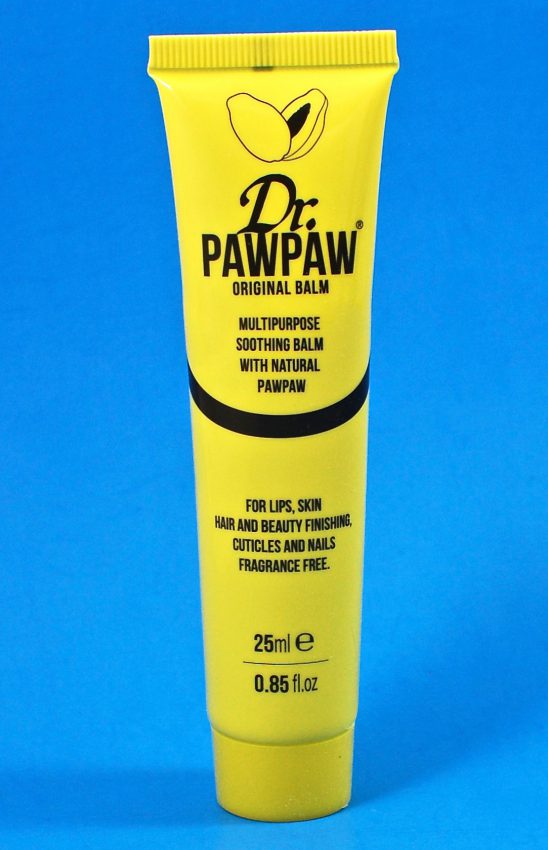 Dr.
PAWPAW®
ORIGINAL BALM
MULTIPURPOSE
SOOTHING BALM
WITH NATURAL
PAWPAW
FOR LIPS, SKIN
HAIR AND BEAUTY FINISHING,
CUTICLES AND NAILS
FRAGRANCE FREE.
25ml ℮
0.85 fl.oz